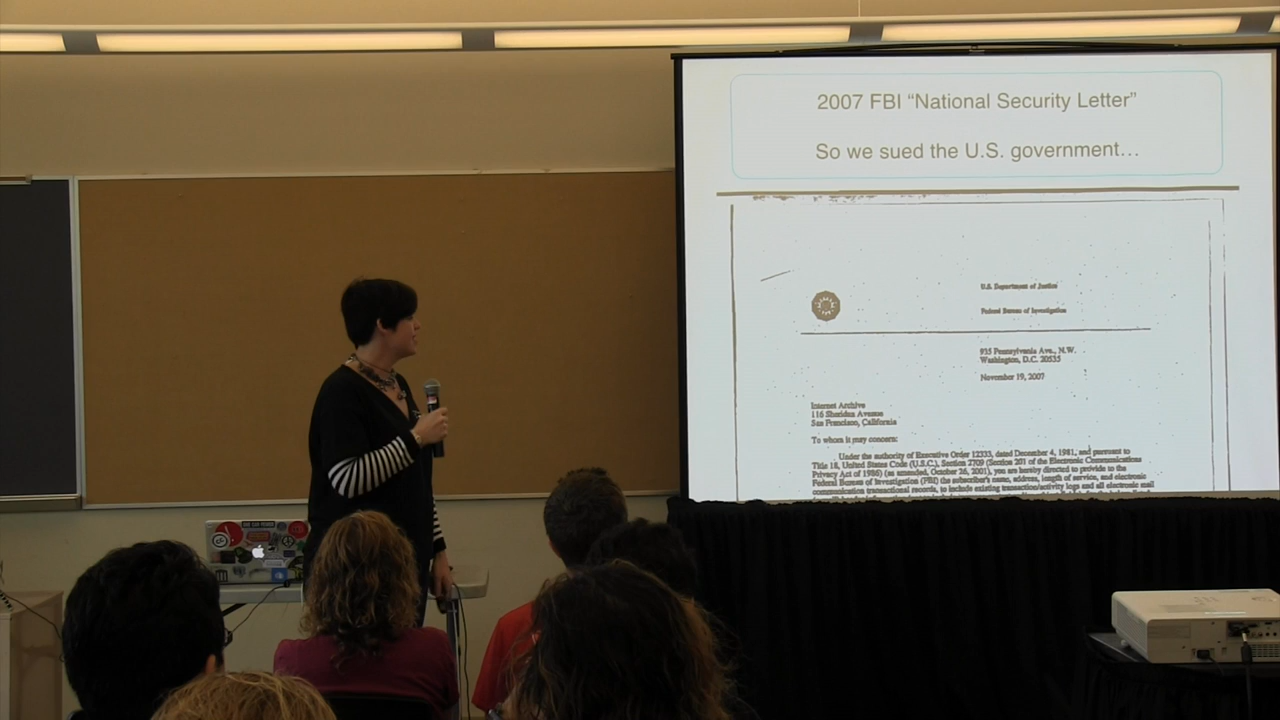 2007 FBI “National Security Letter”
So we sued the U.S. government…
U.S. Department of Justice
Federal Bureau of Investigation
935 Pennsylvania Ave., N.W.
Washington, D.C. 20535
November 19, 2007
Internet Archive
116 Sheridan Avenue
San Francisco, California
To whom it may concern:
Under the authority of Executive Order 12333, dated December 4, 1981, and pursuant to
Title 18, United States Code (U.S.C.), Section 2709 (Section 201 of the Electronic Communications
Privacy Act of 1986) (as amended, October 26, 2001), you are hereby directed to provide to the
Federal Bureau of Investigation (FBI) the subscriber's name, address, length of service, and electronic
communication transactional records, to include existing transaction/activity logs and all electronic mail